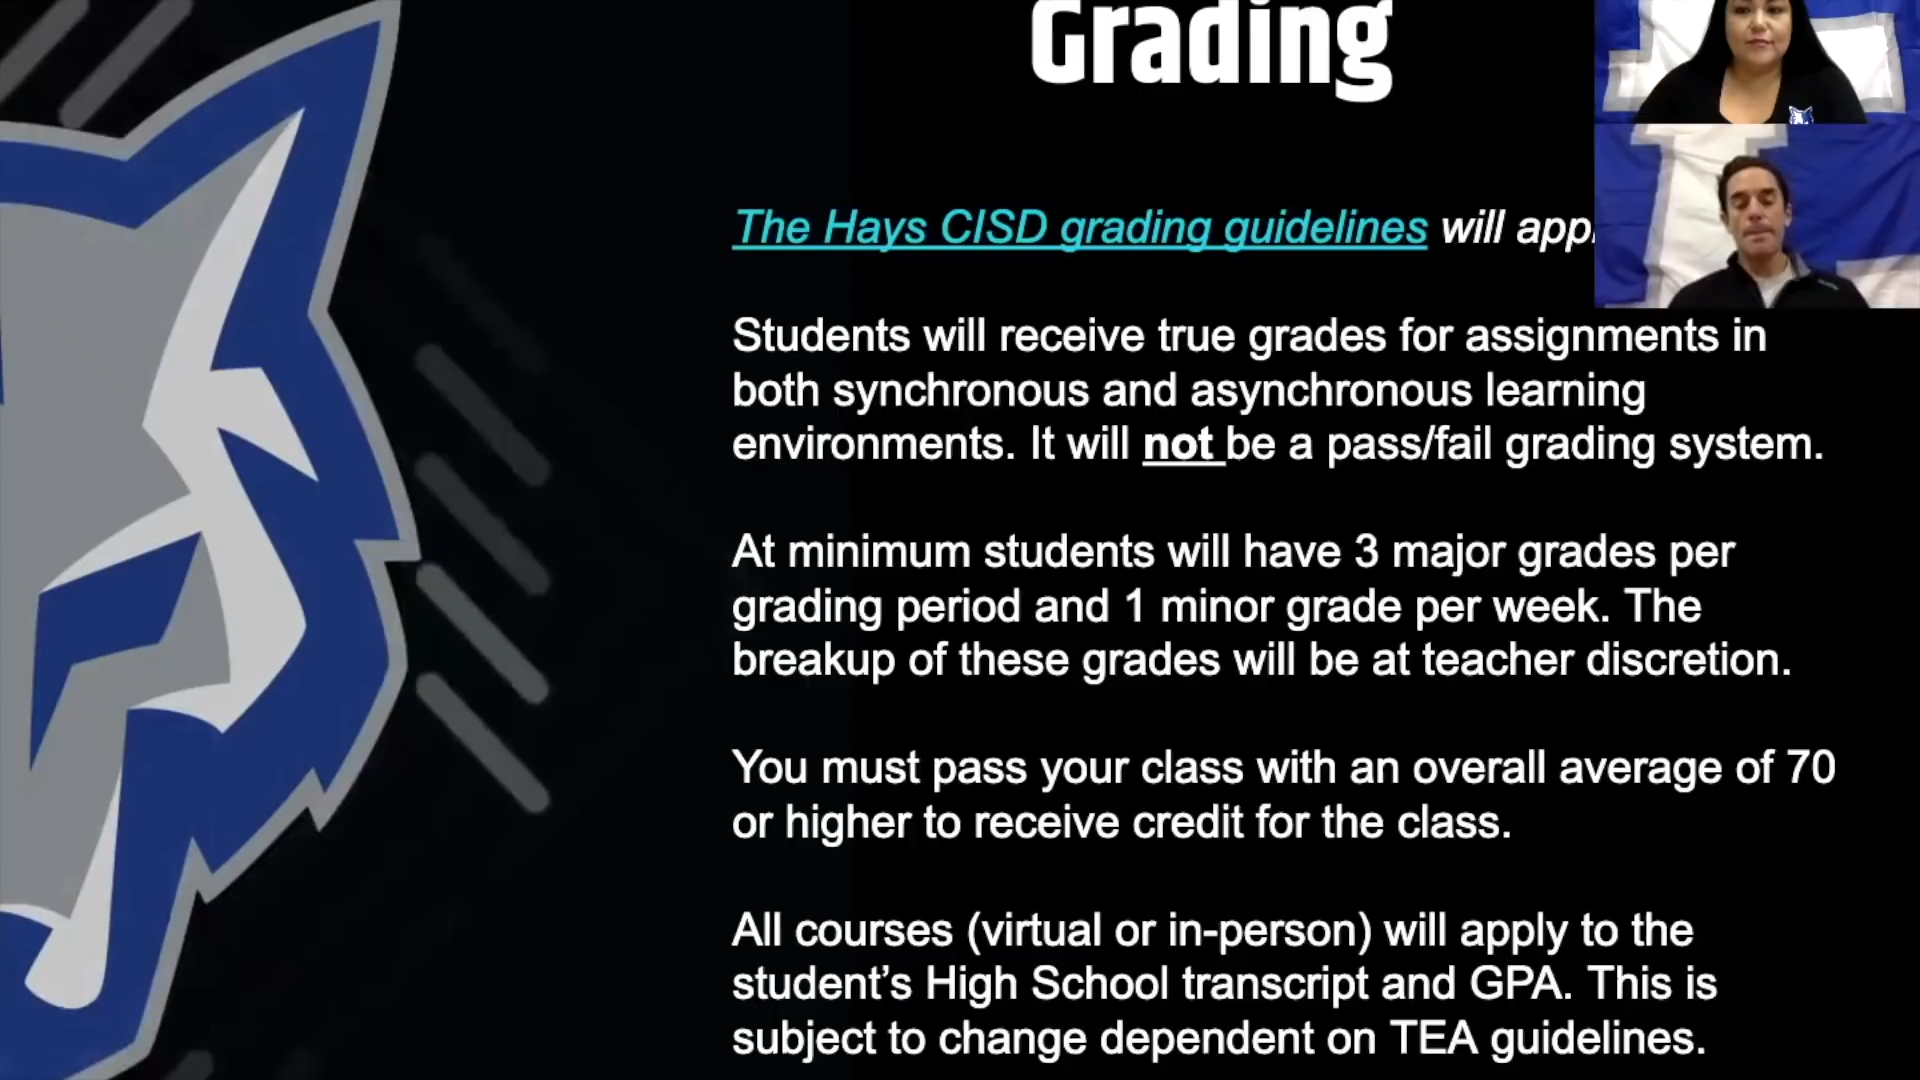 Grading
The Hays CISD grading guidelines will
Students will receive true grades for assignments in
both synchronous and asynchronous learning
environments. It will not be a pass/fail grading system.
At minimum students will have 3 major grades per
grading period and 1 minor grade per week. The
breakup of these grades will be at teacher discretion.
You must pass your class with an overall average of 70
or higher to receive credit for the class.
All courses (virtual or in-person) will apply to the
student’s High School transcript and GPA. This is
subject to change dependent on TEA guidelines.